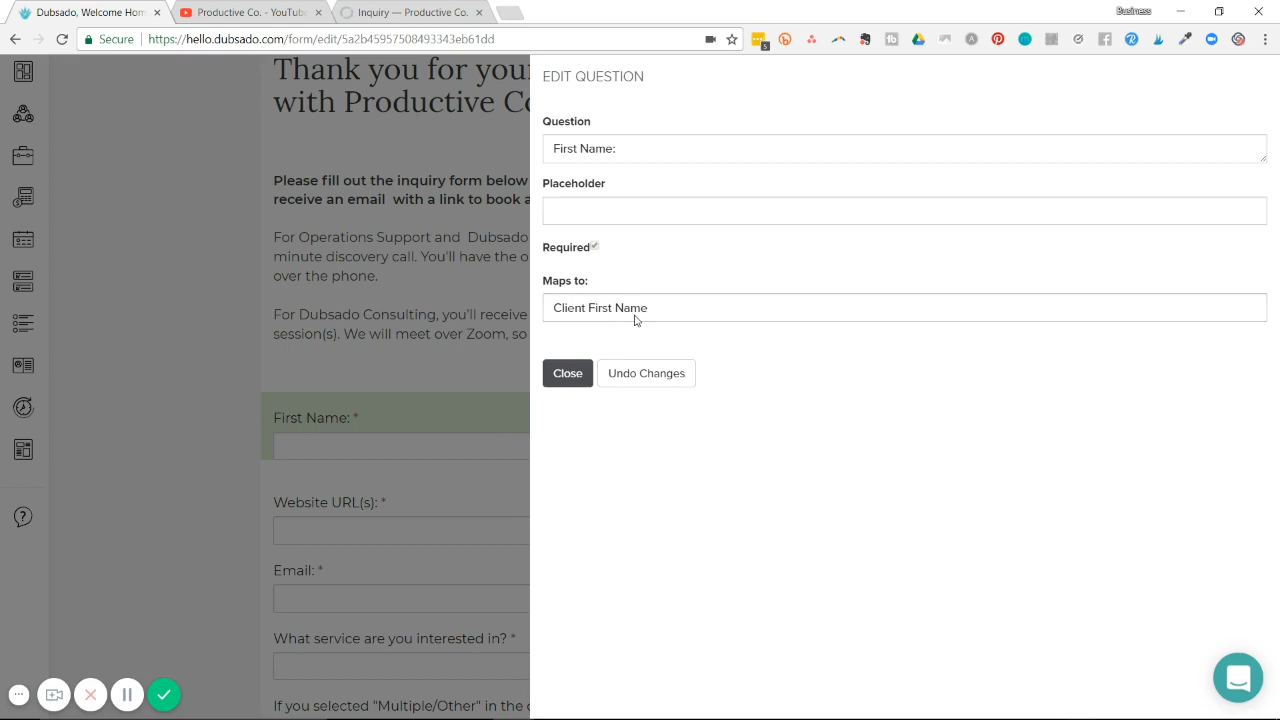 Dubsado, Welcome Hom
Productive Co. - YouTube
Inquiry — Productive Co.
Business
Secure
https://hello.dubsado.com/form/edit/5a2b45957508493343eb61dd
5
Thank you for your
with Productive Co
Please fill out the inquiry form below
receive an email with a link to book a
For Operations Support and Dubsado
minute discovery call. You'll have the o
over the phone.
For Dubsado Consulting, you'll receive
session(s). We will meet over Zoom, so
First Name: *
Website URL(s): *
Email: *
What service are you interested in? *
If you selected "Multiple/Other" in the
EDIT QUESTION
Question
First Name:
Placeholder
Required
Maps to:
Client First Name
Close
Undo Changes